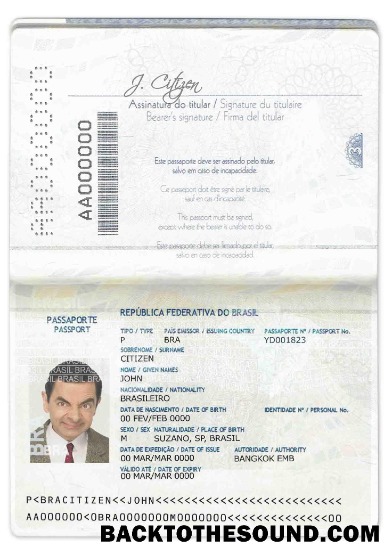 AA000000
AA000000
J. Citizen
Assinatura do titular / Signature du titulaire
Bearer's signature / Firma del titular
Este passaporte deve ser assinado pelo titular,
salvo em caso de incapacidade.
Ce passeport doit être signé par le titulaire,
sauf en cas d'incapacité.
This passport must be signed,
except where the bearer is unable to do so.
Este pasaporte debe ser firmado por el titular,
salvo en caso de incapacidad.
PASSAPORTE
PASSPORT
REPÚBLICA FEDERATIVA DO BRASIL
TIPO / TYPE PAÍS EMISSOR / ISSUING COUNTRY PASSAPORTE Nº / PASSPORT No.
P BRA YD001823
SOBRENOME / SURNAME
CITIZEN
NOME / GIVEN NAMES
JOHN
NACIONALIDADE / NATIONALITY
BRASILEIRO
DATA DE NASCIMENTO / DATE OF BIRTH IDENTIDADE Nº / PERSONAL No.
00 FEV/FEB 0000
SEXO / SEX NATURALIDADE / PLACE OF BIRTH
M SUZANO, SP, BRASIL
DATA DE EXPEDIÇÃO / DATE OF ISSUE AUTORIDADE / AUTHORITY
00 MAR/MAR 0000 BANGKOK EMB
VÁLIDO ATÉ / DATE OF EXPIRY
00 MAR/MAR 0000
P<BRACITIZEN<<JOHN<<<<<<<<<<<<<<<<<<<<<<<<<<
AA000000<0BRA0000000M0000000<<<<<<<<<<<<<<00
BACKTOTHESOUND.COM